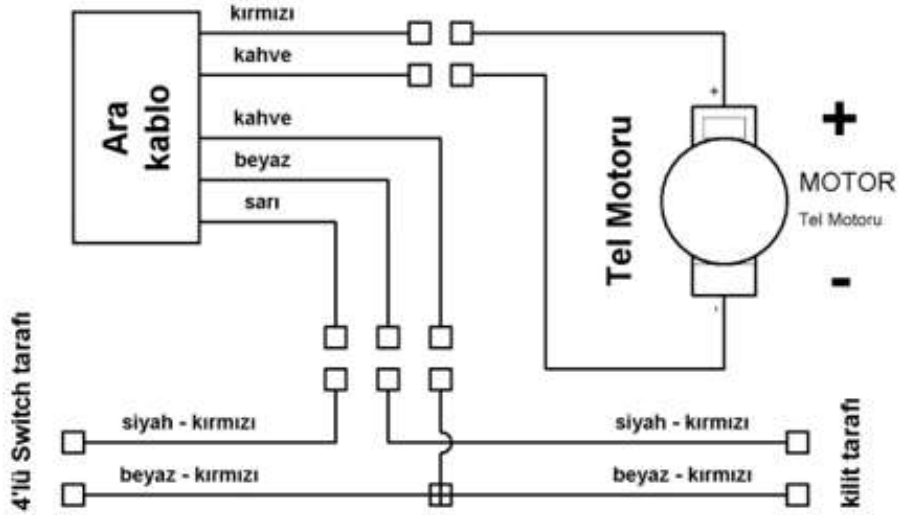 kırmızı
kahve
Ara
kablo
kahve
beyaz
sarı
Tel Motoru
+
+
MOTOR
Tel Motoru
-
-
4'lü Switch tarafı
siyah - kırmızı
siyah - kırmızı
beyaz - kırmızı
beyaz - kırmızı
kilit tarafı